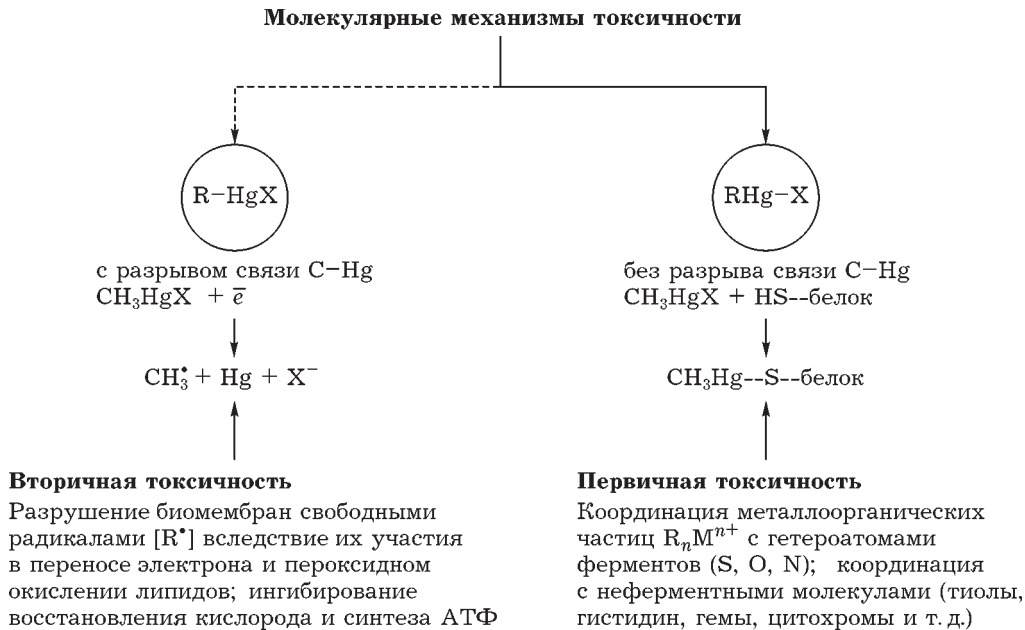 Молекулярные механизмы токсичности
R–HgX
с разрывом связи C–Hg
CH₃HgX + e̅
CH₃• + Hg + X⁻
Вторичная токсичность
Разрушение биомембран свободными
радикалами [R•] вследствие их участия
в переносе электрона и пероксидном
окислении липидов; ингибирование
восстановления кислорода и синтеза АТФ
RHg–X
без разрыва связи C–Hg
CH₃HgX + HS--белок
CH₃Hg--S--белок
Первичная токсичность
Координация металлоорганических
частиц RₙMⁿ⁺ с гетероатомами
ферментов (S, O, N); координация
с неферментными молекулами (тиолы,
гистидин, гемы, цитохромы и т. д.)